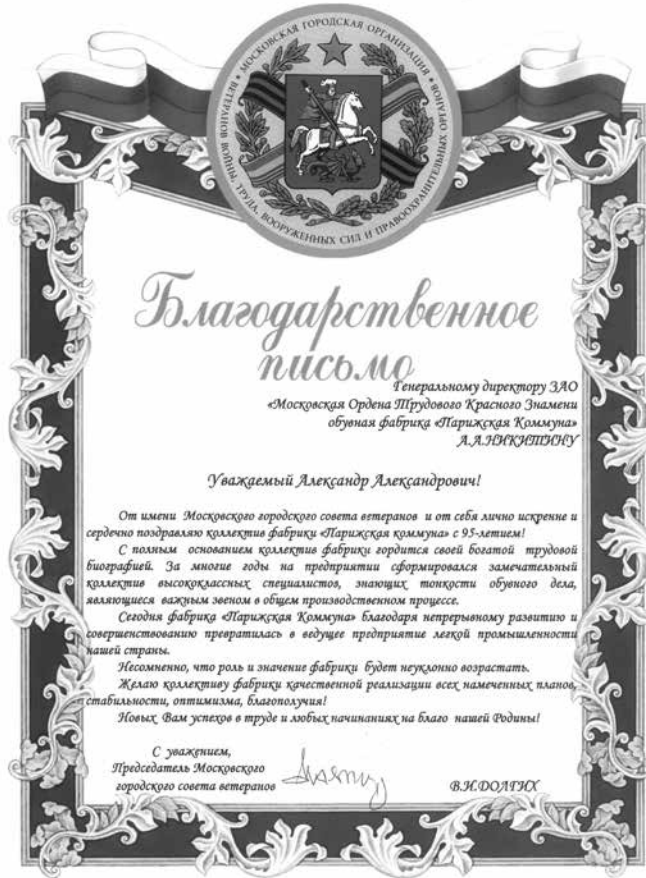 МОСКОВСКАЯ ГОРОДСКАЯ ОРГАНИЗАЦИЯ • ВЕТЕРАНОВ ВОЙНЫ, ТРУДА, ВООРУЖЕННЫХ СИЛ И ПРАВООХРАНИТЕЛЬНЫХ ОРГАНОВ •
Благодарственное
письмо
Генеральному директору ЗАО
«Московская Ордена Трудового Красного Знамени
обувная фабрика «Парижская Коммуна»
А.А.НИКИТИНУ
Уважаемый Александр Александрович!
От имени Московского городского совета ветеранов и от себя лично искренне и
сердечно поздравляю коллектив фабрики «Парижская коммуна» с 95-летием!
С полным основанием коллектив фабрики гордится своей богатой трудовой
биографией. За многие годы на предприятии сформировался замечательный
коллектив высококлассных специалистов, знающих тонкости обувного дела,
являющиеся важным звеном в общем производственном процессе.
Сегодня фабрика «Парижская Коммуна» благодаря непрерывному развитию и
совершенствованию превратилась в ведущее предприятие легкой промышленности
нашей страны.
Несомненно, что роль и значение фабрики будет неуклонно возрастать.
Желаю коллективу фабрики качественной реализации всех намеченных планов,
стабильности, оптимизма, благополучия!
Новых Вам успехов в труде и любых начинаниях на благо нашей Родины!
С уважением,
Председатель Московского
городского совета ветеранов
В.И.ДОЛГИХ